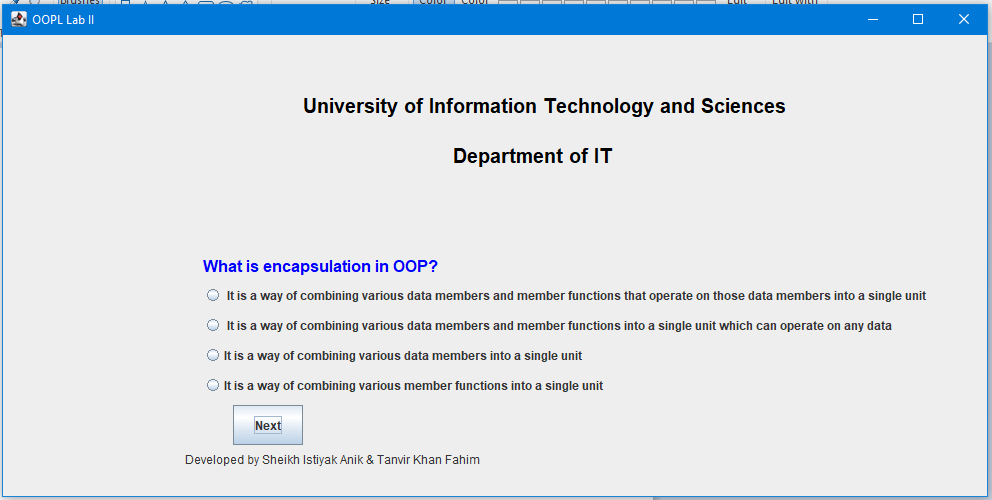 OOPL Lab II
University of Information Technology and Sciences
Department of IT
What is encapsulation in OOP?
It is a way of combining various data members and member functions that operate on those data members into a single unit
It is a way of combining various data members and member functions into a single unit which can operate on any data
It is a way of combining various data members into a single unit
It is a way of combining various member functions into a single unit
Next
Developed by Sheikh Istiyak Anik & Tanvir Khan Fahim